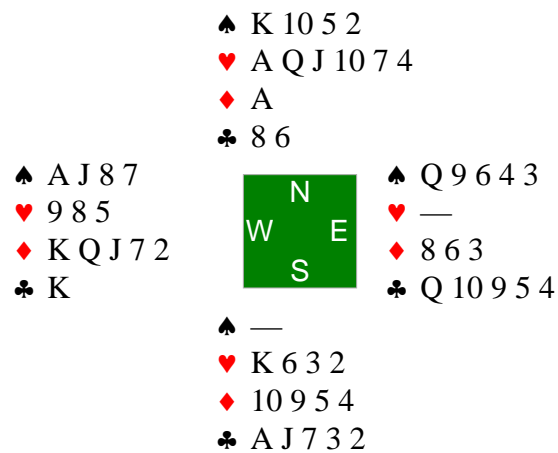 ♠ K 10 5 2
♥ A Q J 10 7 4
♦ A
♣ 8 6
♠ A J 8 7
♥ 9 8 5
♦ K Q J 7 2
♣ K
N
W E
S
♠ Q 9 6 4 3
♥ —
♦ 8 6 3
♣ Q 10 9 5 4
♠ —
♥ K 6 3 2
♦ 10 9 5 4
♣ A J 7 3 2